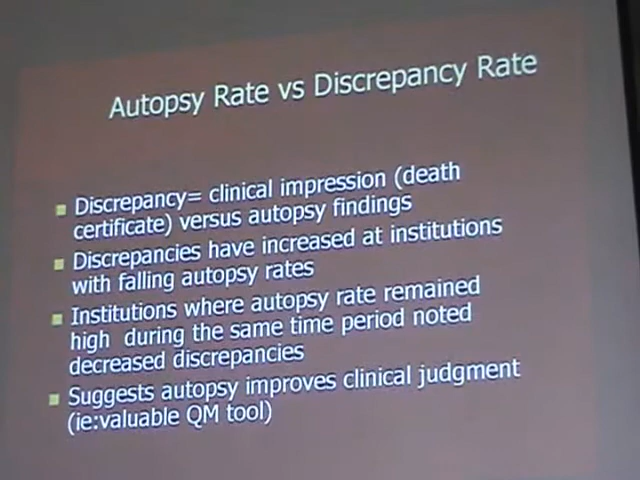 Autopsy Rate vs Discrepancy Rate
Discrepancy= clinical impression (death
certificate) versus autopsy findings
Discrepancies have increased at institutions
with falling autopsy rates
Institutions where autopsy rate remained
high during the same time period noted
decreased discrepancies
Suggests autopsy improves clinical judgment
(ie:valuable QM tool)